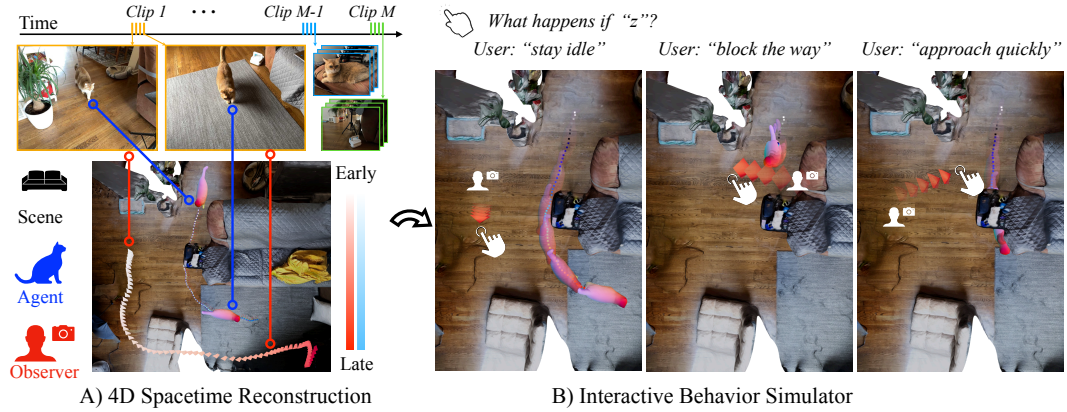 Time
Clip 1
• • •
Clip M-1
Clip M
What happens if “z”?
User: “stay idle”
User: “block the way”
User: “approach quickly”
Early
Scene
Agent
Observer
Late
A) 4D Spacetime Reconstruction
B) Interactive Behavior Simulator